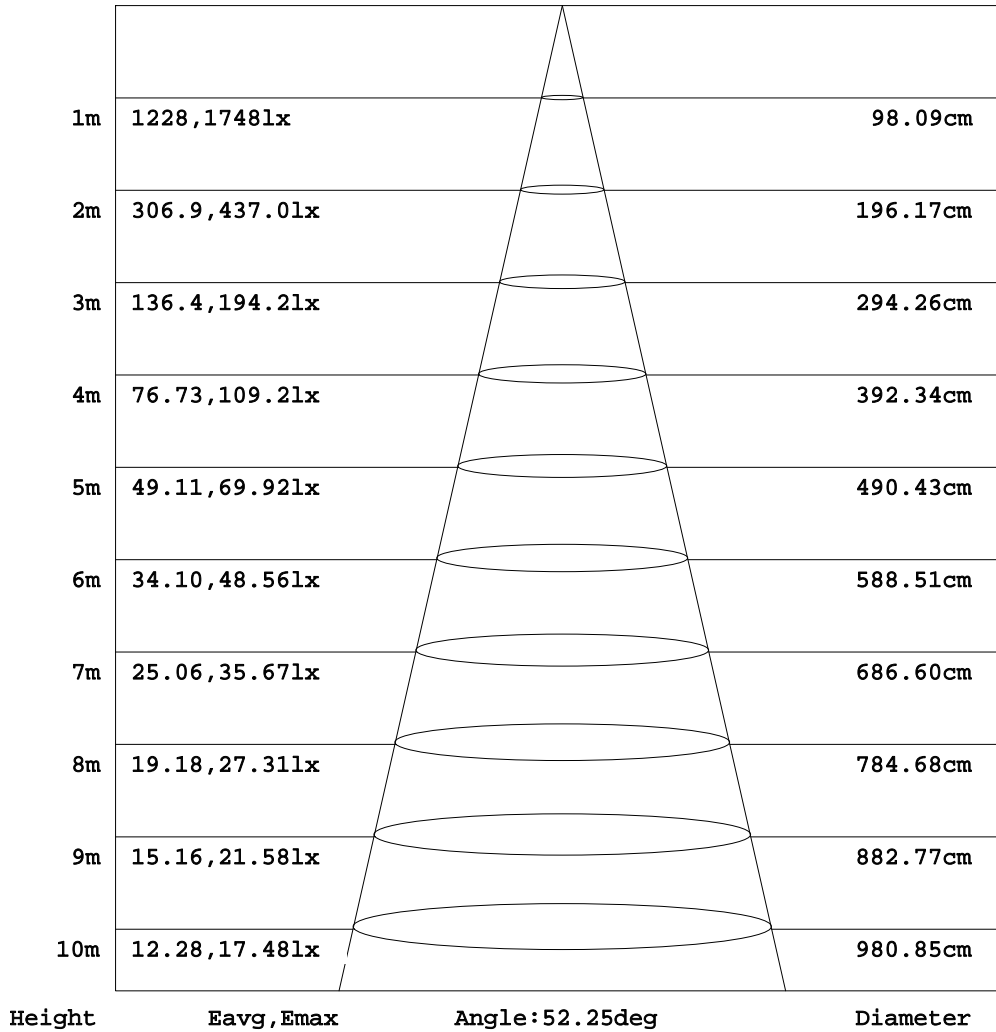 1m 1228,1748lx 98.09cm
2m 306.9,437.0lx 196.17cm
3m 136.4,194.2lx 294.26cm
4m 76.73,109.2lx 392.34cm
5m 49.11,69.92lx 490.43cm
6m 34.10,48.56lx 588.51cm
7m 25.06,35.67lx 686.60cm
8m 19.18,27.31lx 784.68cm
9m 15.16,21.58lx 882.77cm
10m 12.28,17.48lx 980.85cm
Height Eavg,Emax Angle:52.25deg Diameter